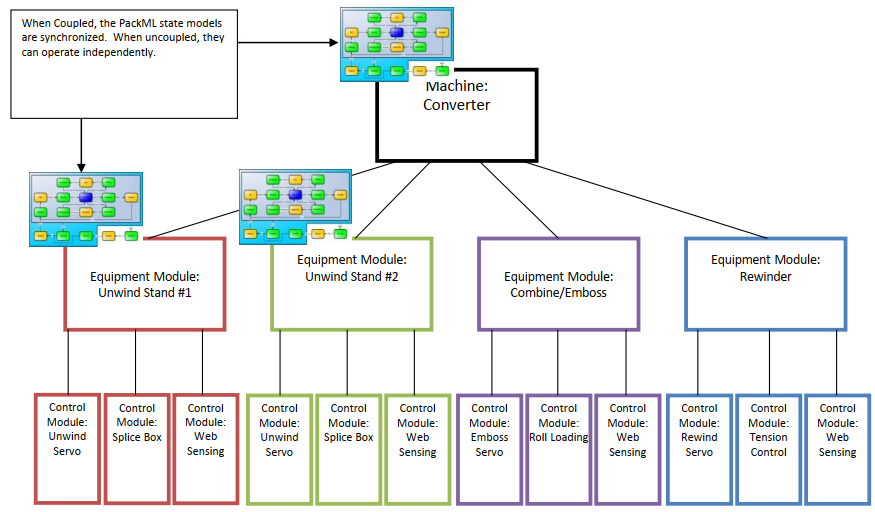 When Coupled, the PackML state models
are synchronized.  When uncoupled, they
can operate independently.
Machine:
Converter
Equipment Module:
Unwind Stand #1
Equipment Module:
Unwind Stand #2
Equipment Module:
Combine/Emboss
Equipment Module:
Rewinder
Control
Module:
Unwind
Servo
Control
Module:
Splice Box
Control
Module:
Web
Sensing
Control
Module:
Unwind
Servo
Control
Module:
Splice Box
Control
Module:
Web
Sensing
Control
Module:
Emboss
Servo
Control
Module:
Roll Loading
Control
Module:
Web
Sensing
Control
Module:
Rewind
Servo
Control
Module:
Tension
Control
Control
Module:
Web
Sensing